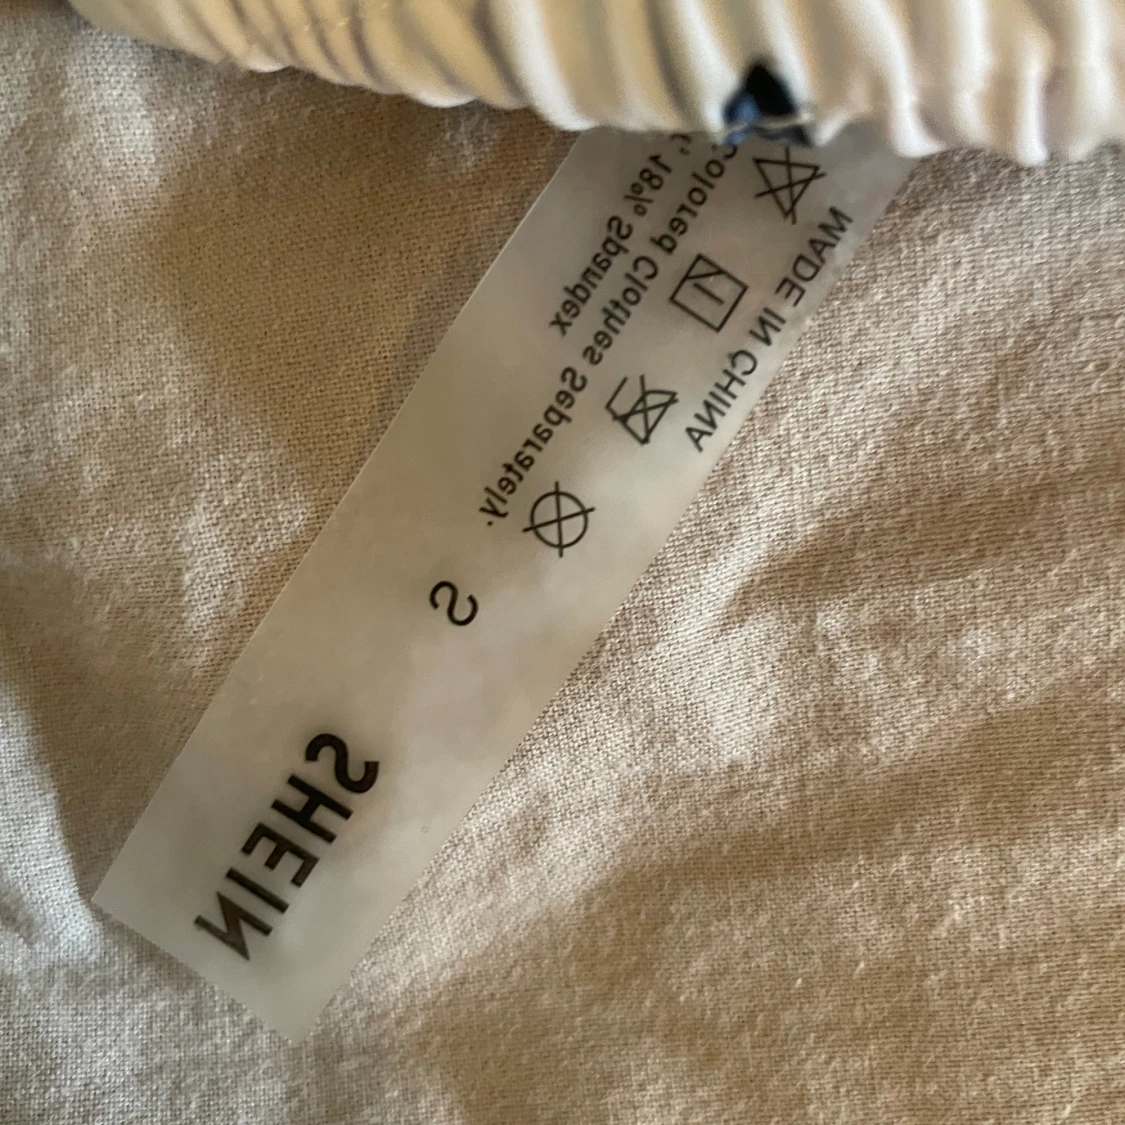 SHEIN
S
, 18% Spandex
Colored Clothes Separately.
MADE IN CHINA